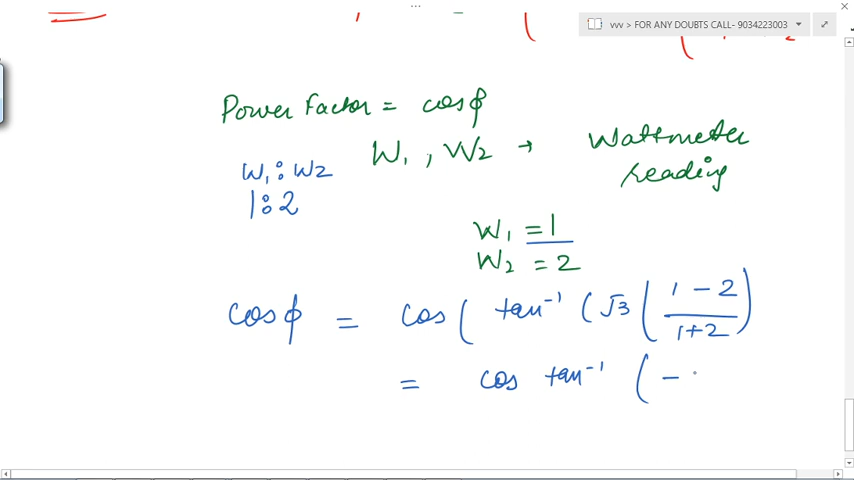 ...
vvv > FOR ANY DOUBTS CALL- 9034223003
Power Factor = cosϕ
W₁ , W₂ → Wattmeter reading
W₁ : W₂
1 : 2
W₁ = 1
W₂ = 2
cosϕ = cos( tan⁻¹ ( √3 ( 1 - 2 / 1+2 )
= cos tan⁻¹ ( -